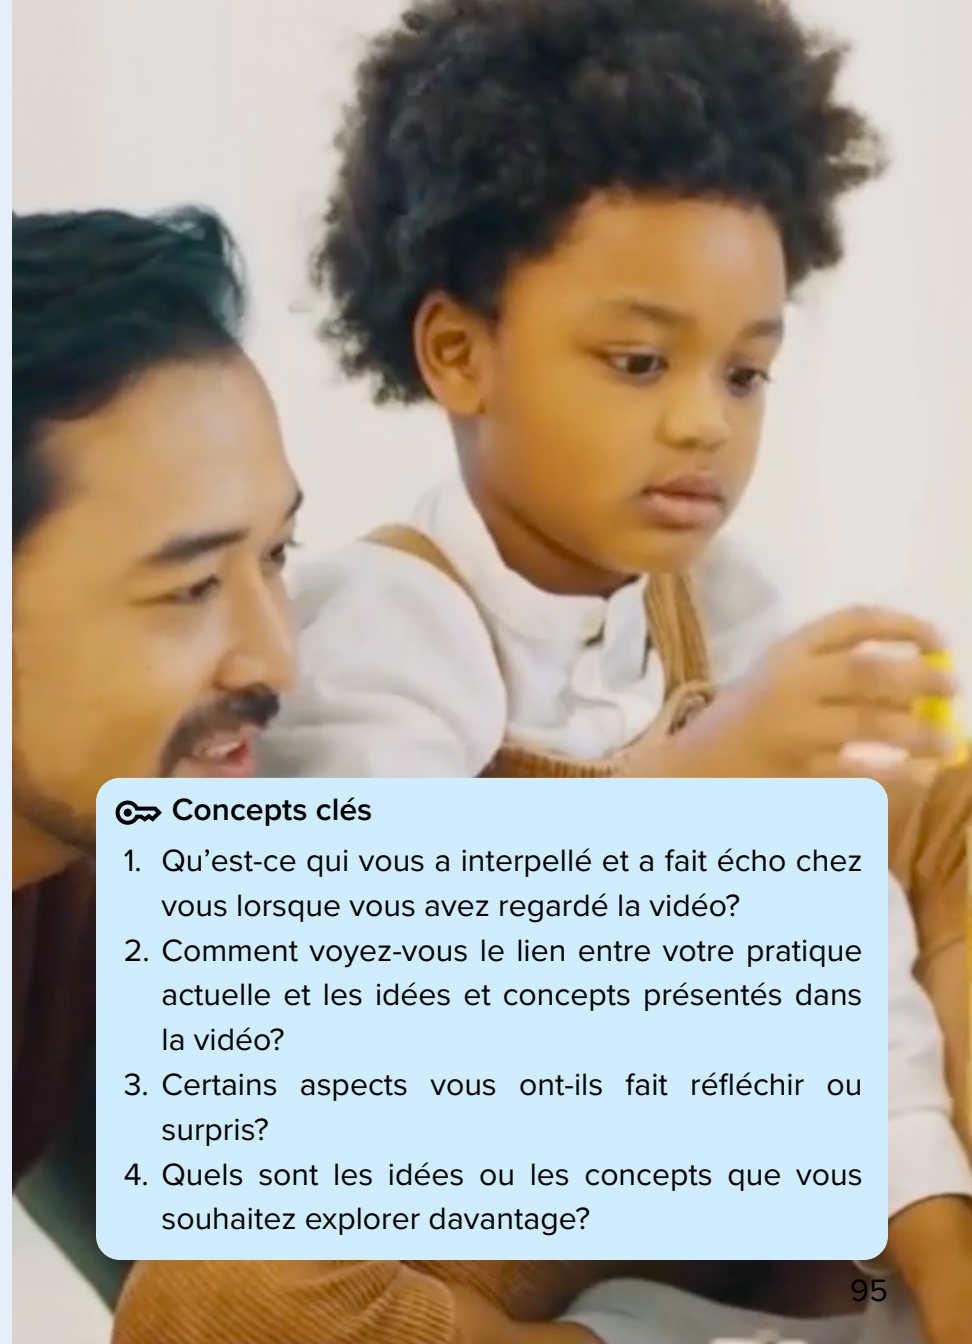 Concepts clés
1. Qu’est-ce qui vous a interpellé et a fait écho chez
vous lorsque vous avez regardé la vidéo?
2. Comment voyez-vous le lien entre votre pratique
actuelle et les idées et concepts présentés dans
la vidéo?
3. Certains aspects vous ont-ils fait réfléchir ou
surpris?
4. Quels sont les idées ou les concepts que vous
souhaitez explorer davantage?
95